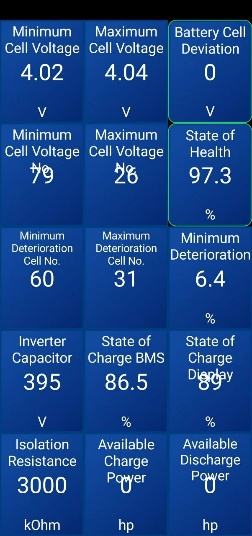 Minimum
Cell Voltage
4.02
V
Maximum
Cell Voltage
4.04
V
Battery Cell
Deviation
0
V
Minimum
Cell Voltage
No.
79
Maximum
Cell Voltage
No.
26
State of
Health
97.3
%
Minimum
Deterioration
Cell No.
60
Maximum
Deterioration
Cell No.
31
Minimum
Deterioration
6.4
%
Inverter
Capacitor
395
V
State of
Charge BMS
86.5
%
State of
Charge
Display
89
%
Isolation
Resistance
3000
kOhm
Available
Charge
Power
0
hp
Available
Discharge
Power
0
hp